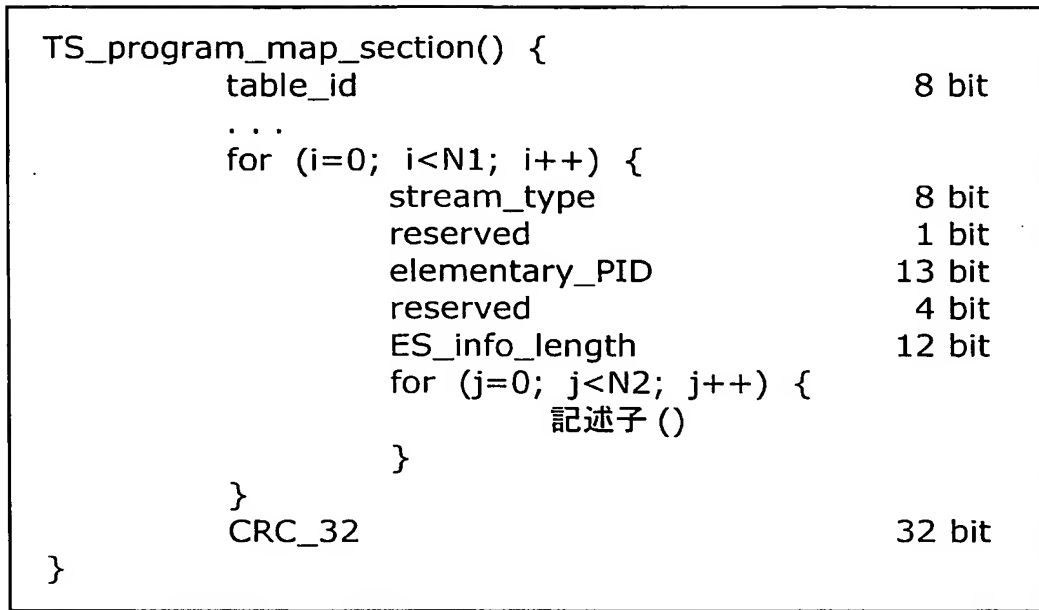 TS_program_map_section() {
table_id 8 bit
. . .
for (i=0; i<N1; i++) {
stream_type 8 bit
reserved 1 bit
elementary_PID 13 bit
reserved 4 bit
ES_info_length 12 bit
for (j=0; j<N2; j++) {
記述子 ()
}
}
CRC_32 32 bit
}